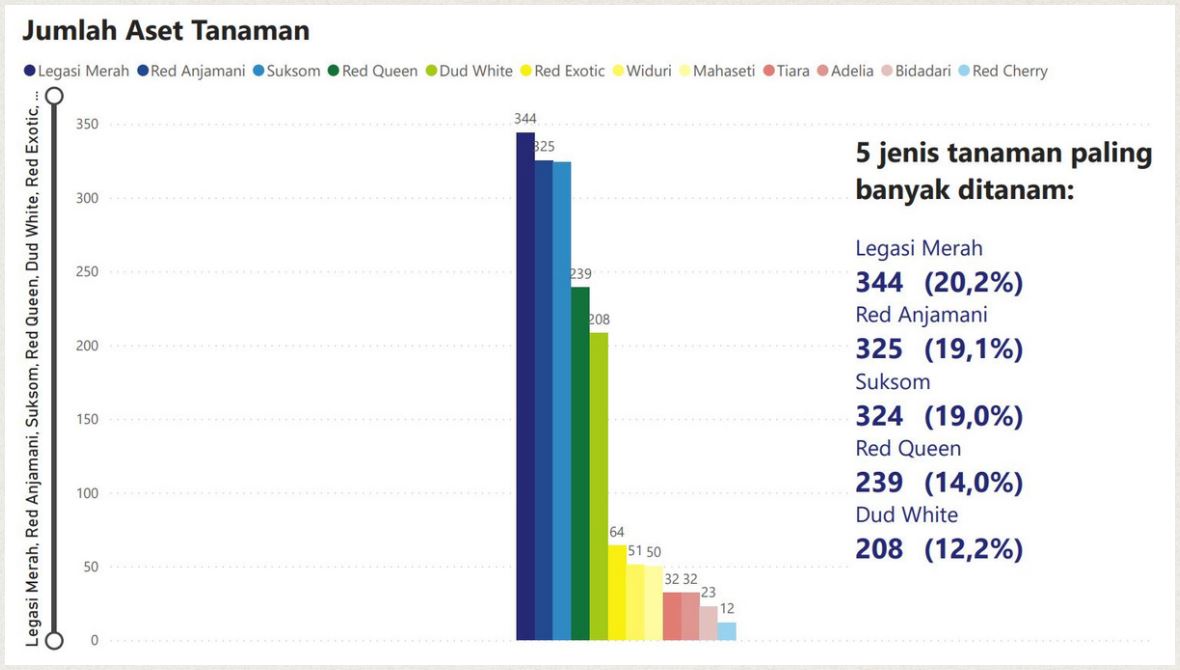 Jumlah Aset Tanaman
Legasi Merah Red Anjamani Suksom Red Queen Dud White Red Exotic Widuri Mahaseti Tiara Adelia Bidadari Red Cherry
Legasi Merah, Red Anjamani, Suksom, Red Queen, Dud White, Red Exotic, ...
350
300
250
200
150
100
50
0
344
325
239
208
64
51
50
32
32
23
12
5 jenis tanaman paling
banyak ditanam:
Legasi Merah
344 (20,2%)
Red Anjamani
325 (19,1%)
Suksom
324 (19,0%)
Red Queen
239 (14,0%)
Dud White
208 (12,2%)